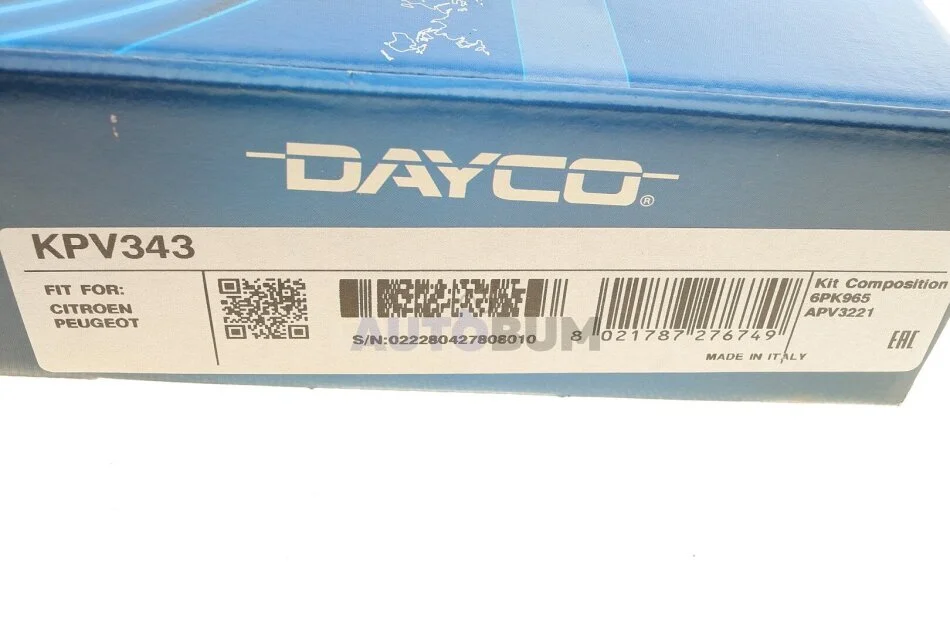 DAYCO®
KPV343
FIT FOR:
CITROEN
PEUGEOT
S/N:022280427808010
8 021787 276749
MADE IN ITALY
Kit Composition
6PK965
APV3221
EAC
AUTOBUM